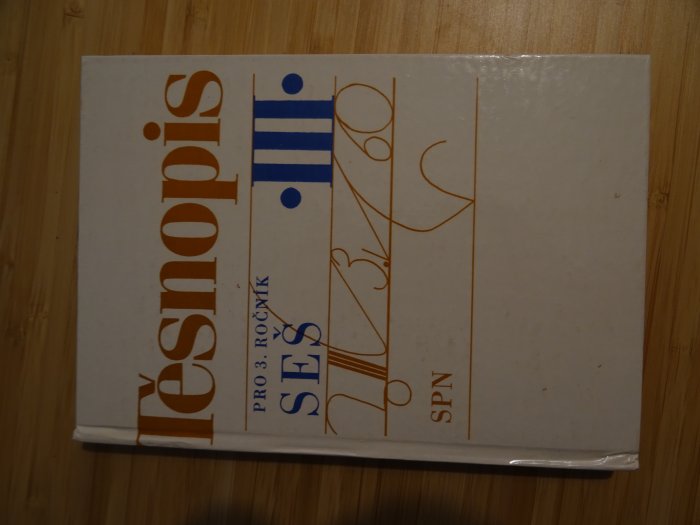 Těsnopis
PRO 3. ROČNÍK
SEŠ
•III•
SPN